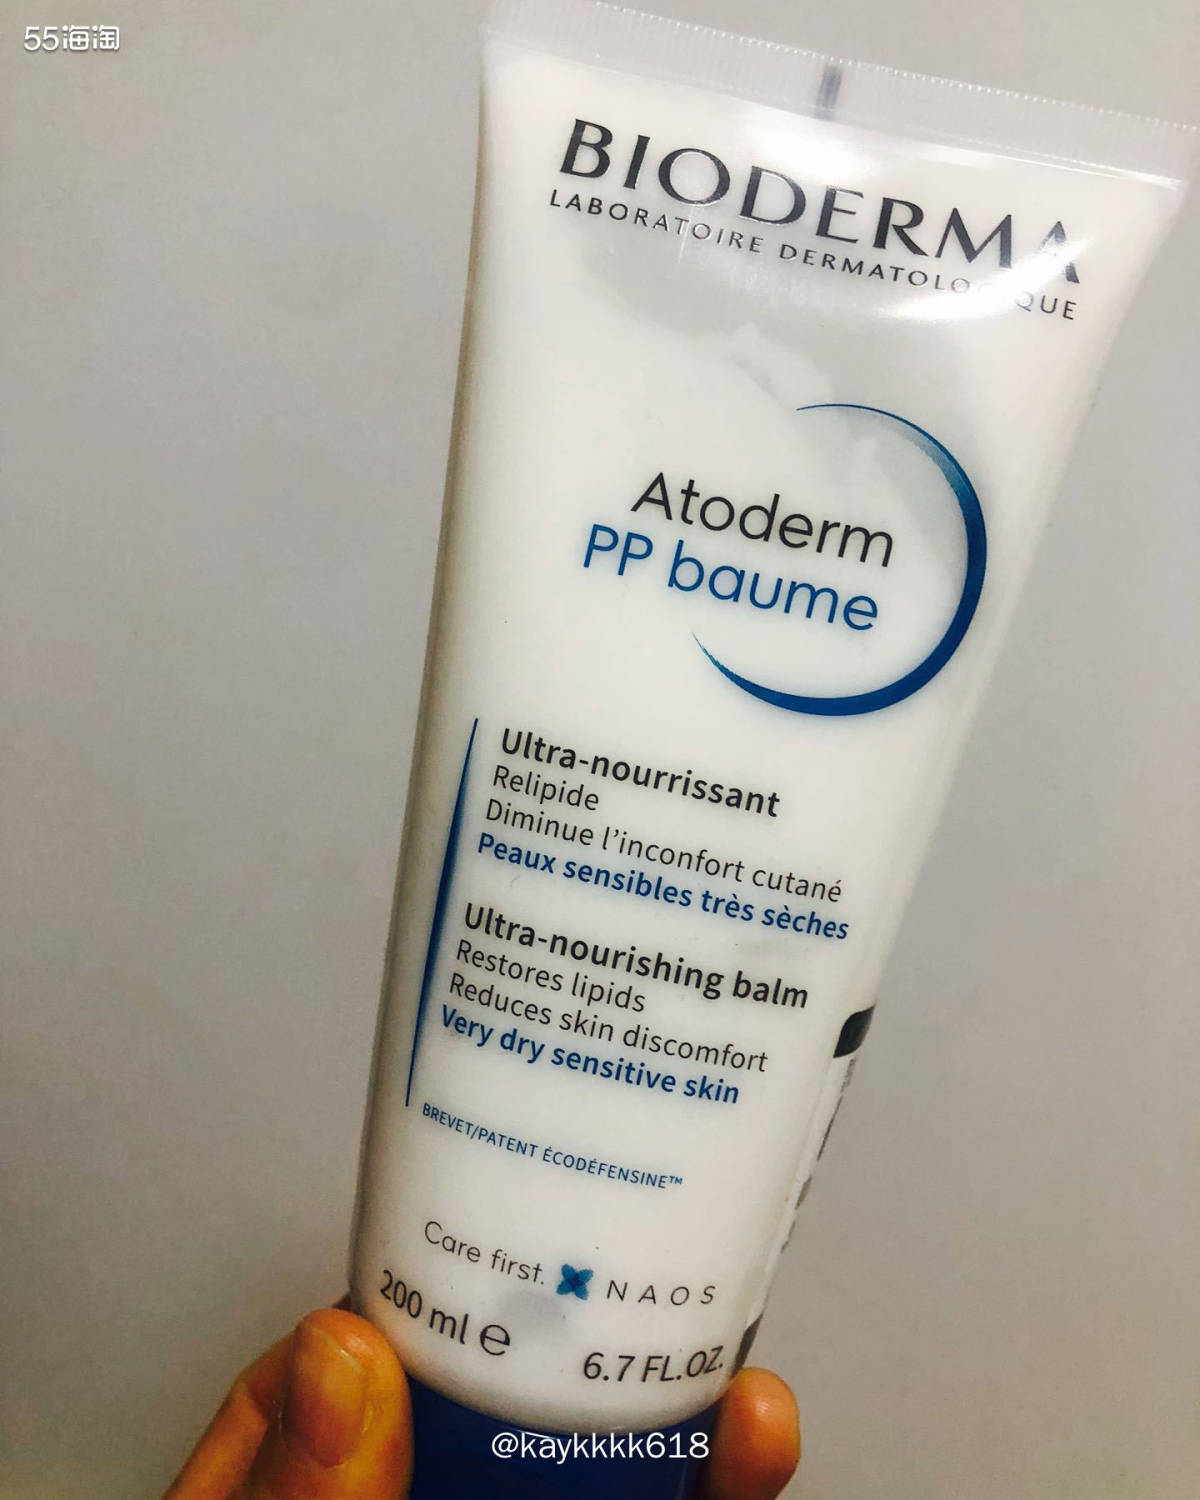 55海淘
BIODERMA
LABORATOIRE DERMATOLOGIQUE
Atoderm
PP baume
Ultra-nourrissant
Relipide
Diminue l'inconfort cutané
Peaux sensibles très sèches
Ultra-nourishing balm
Restores lipids
Reduces skin discomfort
Very dry sensitive skin
BREVET/PATENT ÉCODÉFENSINE™
Care first. NAOS
200 ml e 6.7 FL.OZ.
@kaykkkk618